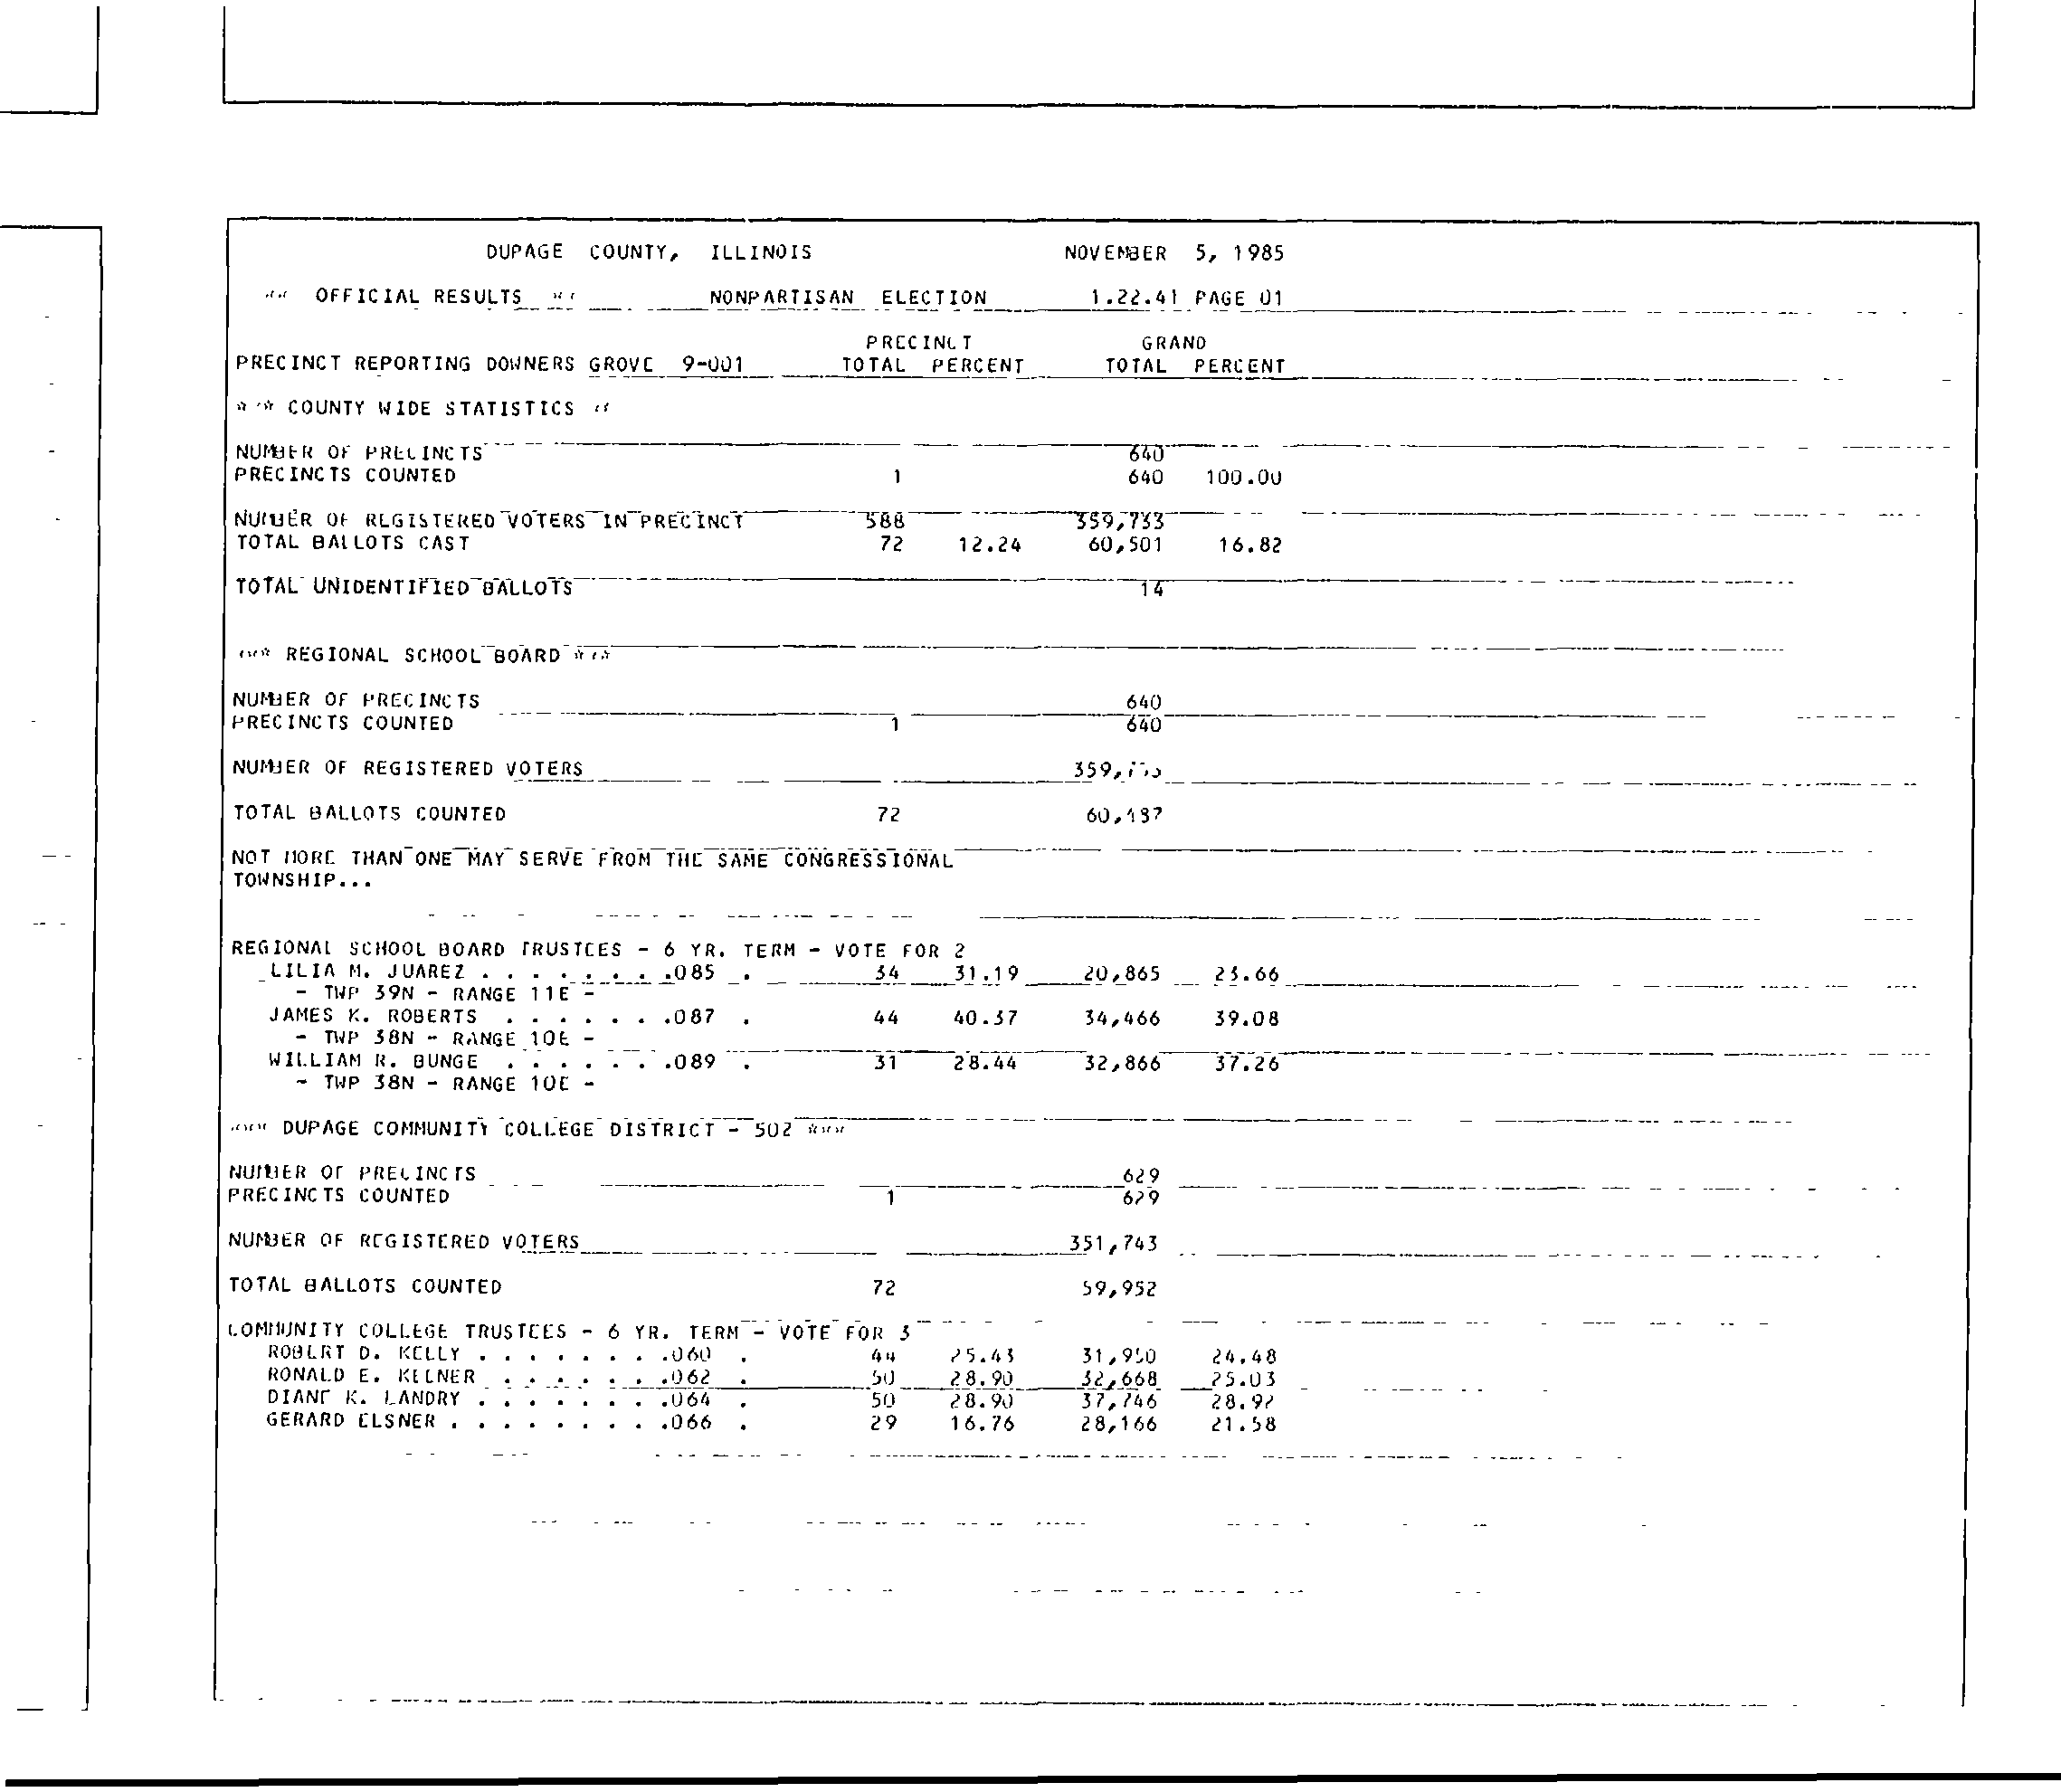 DUPAGE COUNTY, ILLINOIS NOVEMBER 5, 1985
** OFFICIAL RESULTS ** NONPARTISAN ELECTION 1.22.41 PAGE 01
PRECINCT GRAND
PRECINCT REPORTING DOWNERS GROVE 9-001 TOTAL PERCENT TOTAL PERCENT
*** COUNTY WIDE STATISTICS **
NUMBER OF PRECINCTS 640
PRECINCTS COUNTED 1 640 100.00
NUMBER OF REGISTERED VOTERS IN PRECINCT 588 359,733
TOTAL BALLOTS CAST 72 12.24 60,501 16.82
TOTAL UNIDENTIFIED BALLOTS 14
*** REGIONAL SCHOOL BOARD ***
NUMBER OF PRECINCTS 640
PRECINCTS COUNTED 1 640
NUMBER OF REGISTERED VOTERS
TOTAL BALLOTS COUNTED 72 60,487
NOT MORE THAN ONE MAY SERVE FROM THE SAME CONGRESSIONAL
TOWNSHIP...
REGIONAL SCHOOL BOARD TRUSTEES - 6 YR. TERM - VOTE FOR 2
LILIA M. JUAREZ . . . . . . . .085 . 34 31.19 20,865 23.66
- TWP 39N - RANGE 11E -
JAMES K. ROBERTS . . . . . . .087 . 44 40.37 34,466 39.08
- TWP 38N - RANGE 10E -
WILLIAM R. BUNGE . . . . . . .089 . 31 28.44 32,866 37.26
- TWP 38N - RANGE 10E -
*** DUPAGE COMMUNITY COLLEGE DISTRICT - 502 ***
NUMBER OF PRECINCTS 629
PRECINCTS COUNTED 1 629
NUMBER OF REGISTERED VOTERS 351,743
TOTAL BALLOTS COUNTED 72 59,952
COMMUNITY COLLEGE TRUSTEES - 6 YR. TERM - VOTE FOR 3
ROBERT D. KELLY . . . . . . . .060 . 44 25.43 31,950 24.48
RONALD E. KEENER . . . . . . .062 . 50 28.90 32,668 25.03
DIANE K. LANDRY . . . . . . . .064 . 50 28.90 37,746 28.92
GERARD ELSNER . . . . . . . . .066 . 29 16.76 28,166 21.58